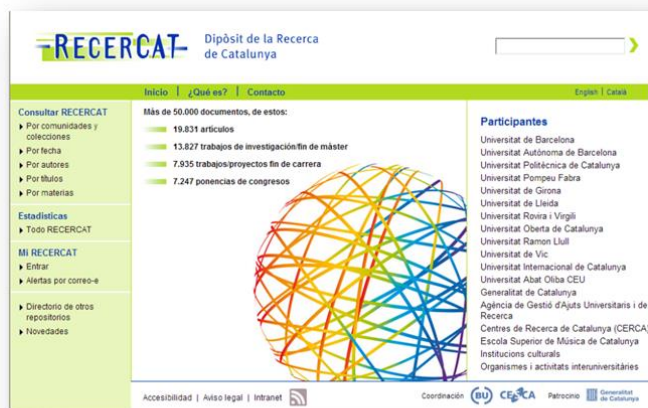 RECERCAT
Dipòsit de la Recerca
de Catalunya
Inicio | ¿Qué es? | Contacto
English | Català
Consultar RECERCAT
Por comunidades y
colecciones
Por fecha
Por autores
Por títulos
Por materias
Estadísticas
Todo RECERCAT
Mi RECERCAT
Entrar
Alertas por correo-e
Directorio de otros
repositorios
Novedades
Más de 50.000 documentos, de estos:
19.831 artículos
13.827 trabajos de investigación/fin de máster
7.935 trabajos/proyectos fin de carrera
7.247 ponencias de congresos
Participantes
Universitat de Barcelona
Universitat Autònoma de Barcelona
Universitat Politècnica de Catalunya
Universitat Pompeu Fabra
Universitat de Girona
Universitat de Lleida
Universitat Rovira i Virgili
Universitat Oberta de Catalunya
Universitat Ramon Llull
Universitat de Vic
Universitat Internacional de Catalunya
Universitat Abat Oliba CEU
Generalitat de Catalunya
Agència de Gestió d'Ajuts Universitaris i de
Recerca
Centres de Recerca de Catalunya (CERCA)
Escola Superior de Música de Catalunya
Institucions culturals
Organismes i activitats interuniversitàries
Accesibilidad | Aviso legal | Intranet
Coordinación BU CESCA Patrocinio Generalitat
de Catalunya